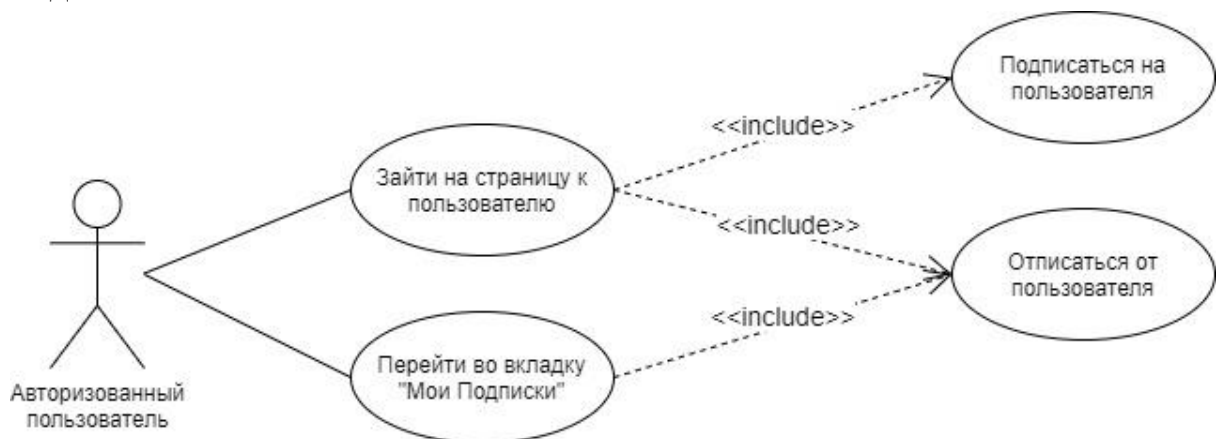 Подписаться на
пользователя
<<include>>
Зайти на страницу к
пользователю
<<include>>
Отписаться от
пользователя
<<include>>
Перейти во вкладку
"Мои Подписки"
Авторизованный
пользователь